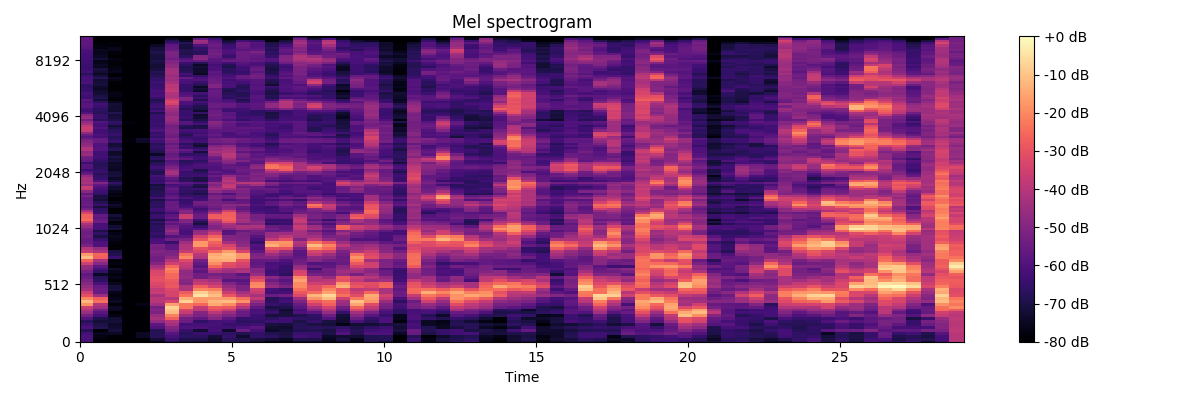 Mel spectrogram
Hz
8192
4096
2048
1024
512
0
0 5 10 15 20 25
Time
+0 dB
-10 dB
-20 dB
-30 dB
-40 dB
-50 dB
-60 dB
-70 dB
-80 dB